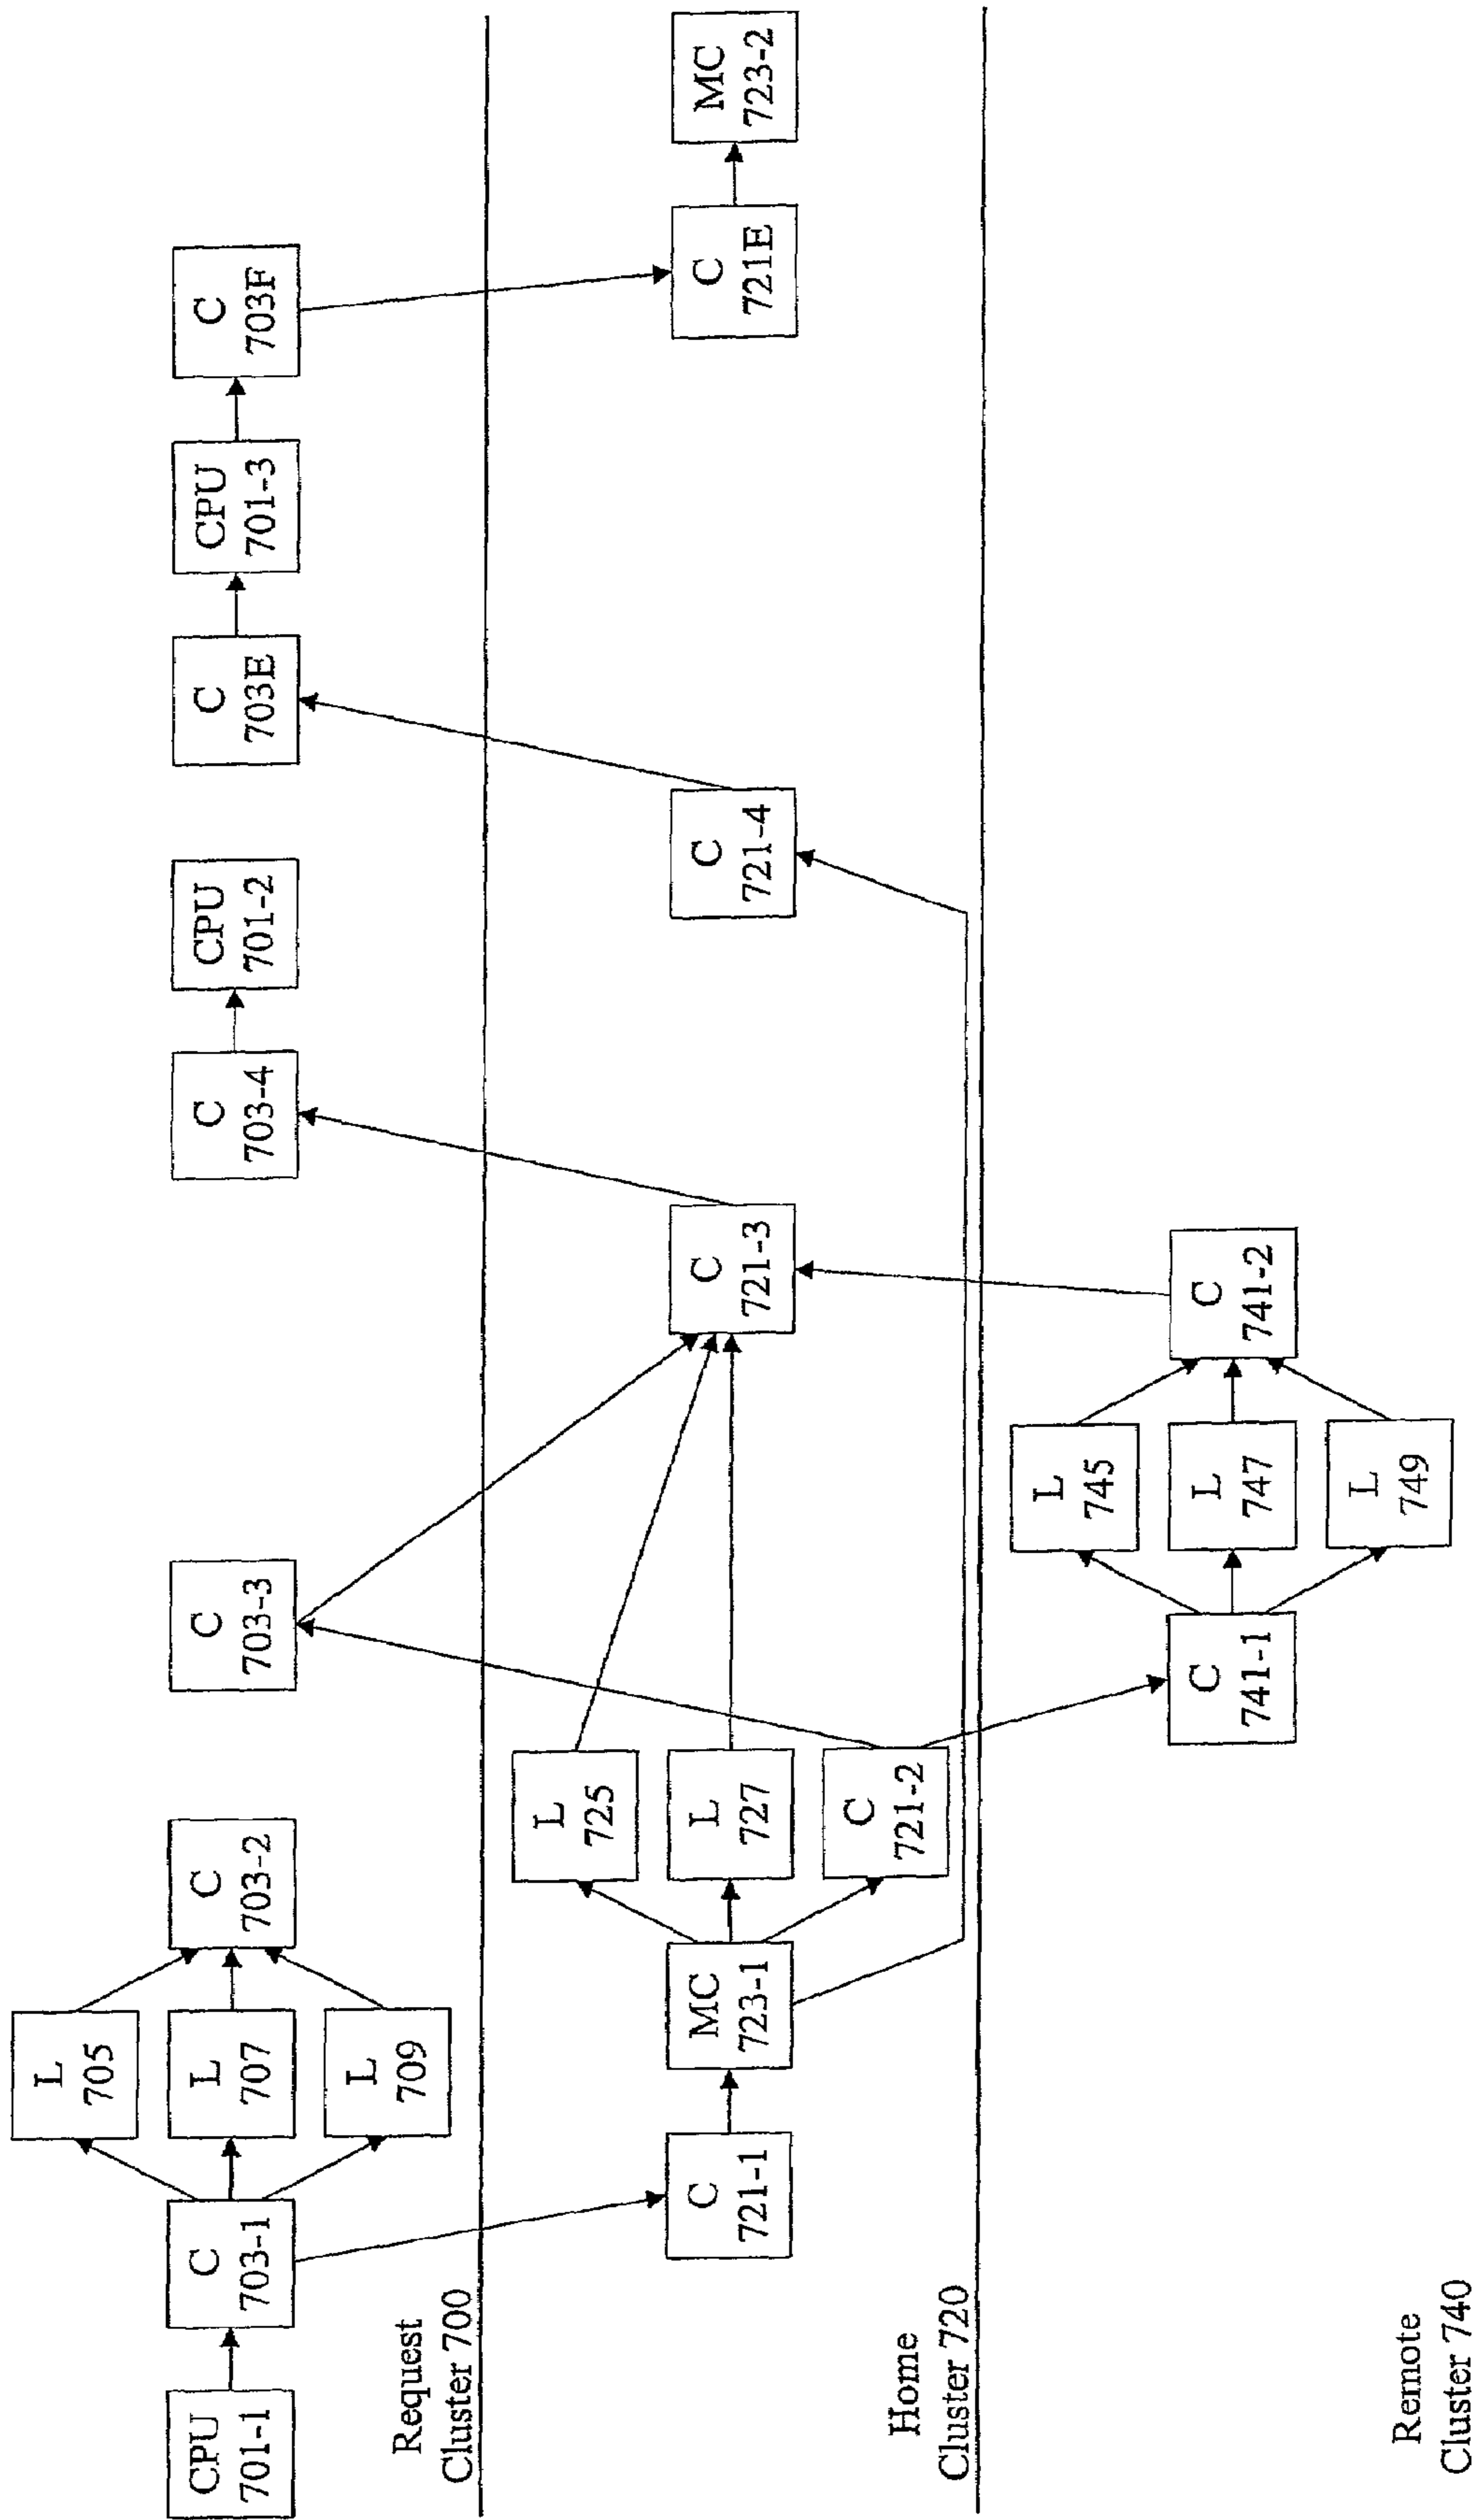 CPU
701-1
C
703-1
L
705
L
707
L
709
C
703-2
C
703-3
C
703-4
CPU
701-2
C
703E
CPU
701-3
C
703F
Request
Cluster 700
C
721-1
MC
723-1
L
725
L
727
C
721-2
C
721-3
C
721-4
C
721E
MC
723-2
Home
Cluster 720
C
741-1
L
745
L
747
L
749
C
741-2
Remote
Cluster 740